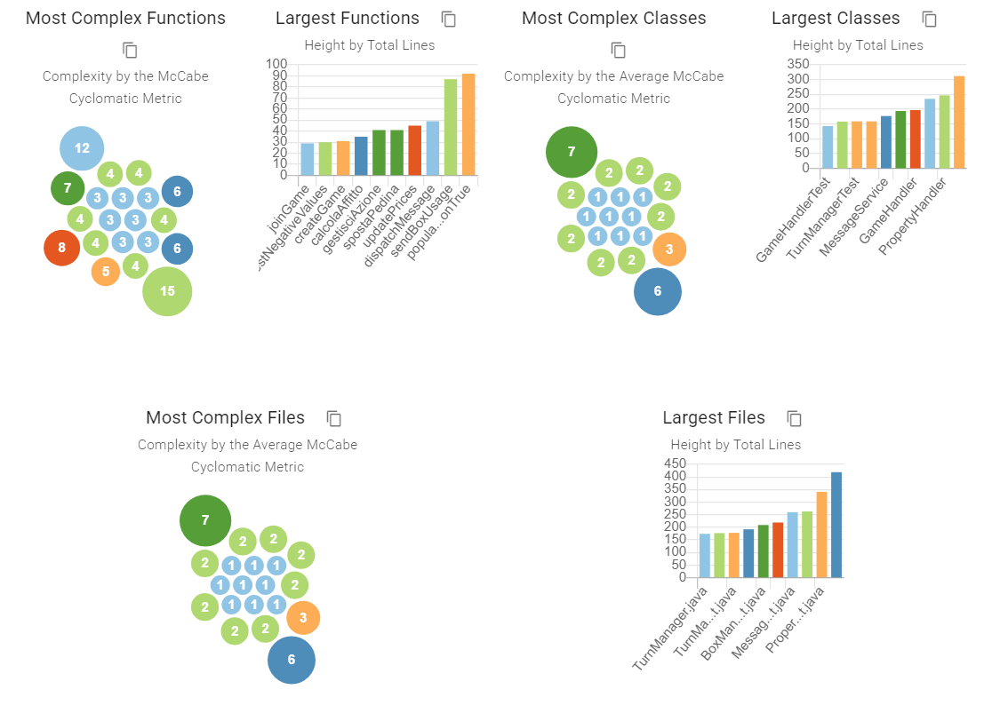 Most Complex Functions
Complexity by the McCabe
Cyclomatic Metric
12
4
4
7
3
3
3
6
4
3
3
4
8
4
3
3
6
5
4
15
Largest Functions
Height by Total Lines
100
90
80
70
60
50
40
30
20
10
0
joinGame
...stNegativeValues
createGame
calcolaAffitto
gestisciAzione
spostaPedina
updatePrices
dispatchMessage
sendBoxUsage
popula...onTrue
Most Complex Classes
Complexity by the Average McCabe
Cyclomatic Metric
7
2
2
2
2
1
1
1
1
1
1
2
2
1
1
1
3
2
2
6
Largest Classes
Height by Total Lines
350
300
250
200
150
100
50
0
GameHandlerTest
TurnManagerTest
MessageService
GameHandler
PropertyHandler
Most Complex Files
Complexity by the Average McCabe
Cyclomatic Metric
7
2
2
2
2
1
1
1
1
1
1
2
2
1
1
1
3
2
2
6
Largest Files
Height by Total Lines
450
400
350
300
250
200
150
100
50
0
TurnManager.java
TurnMa...t.java
BoxMan...t.java
Messag...t.java
Proper...t.java